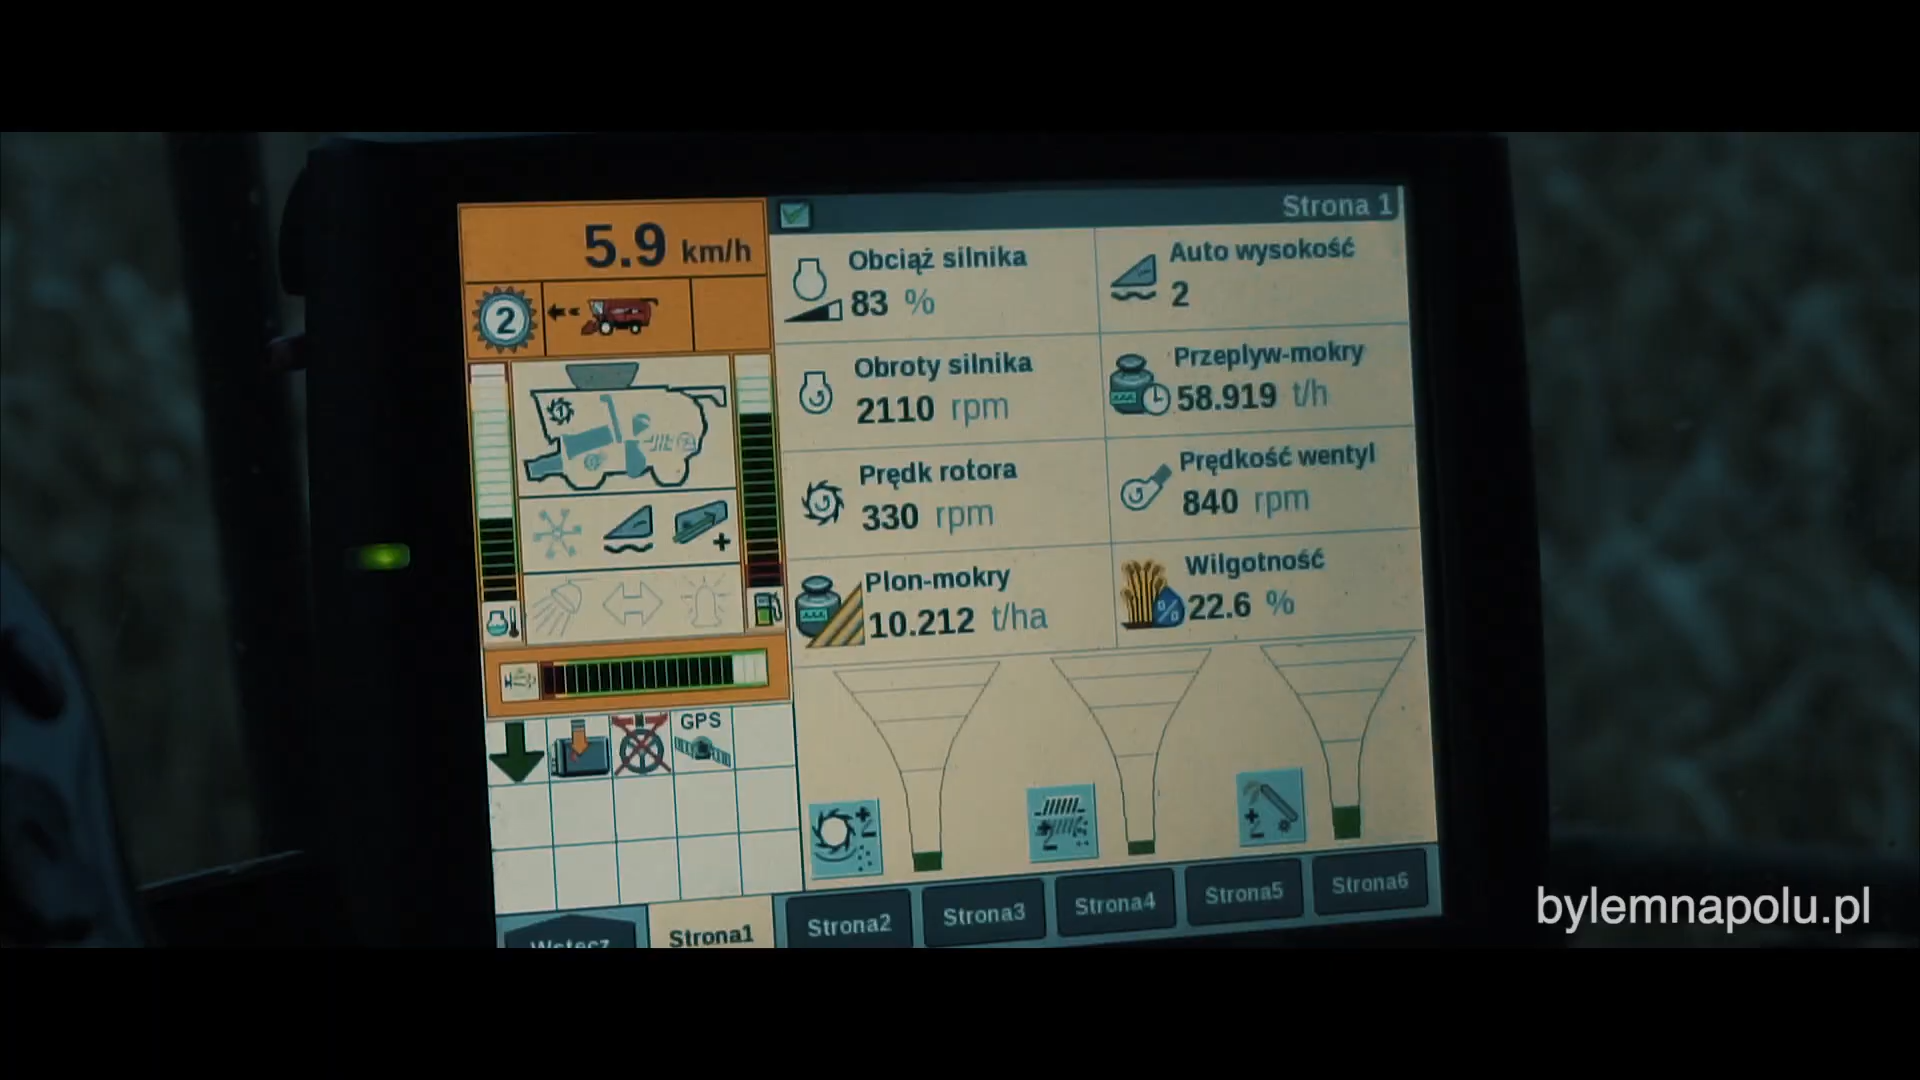 Strona 1
5.9 km/h
2
Obciąż silnika
83 %
Auto wysokość
2
Obroty silnika
2110 rpm
Przeplyw-mokry
58.919 t/h
Prędk rotora
330 rpm
Prędkość wentyl
840 rpm
Plon-mokry
10.212 t/ha
Wilgotność
22.6 %
GPS
Wstecz
Strona1
Strona2
Strona3
Strona4
Strona5
Strona6
bylemnapolu.pl